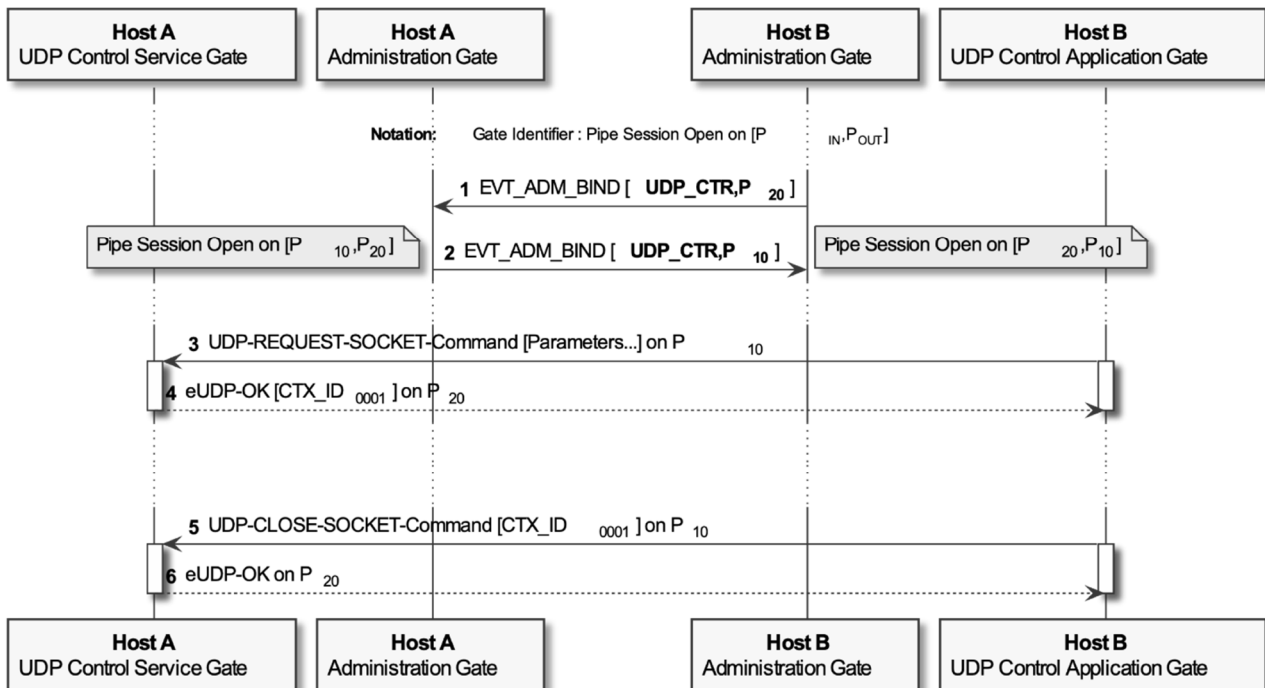 Host A
UDP Control Service Gate
Host A
Administration Gate
Host B
Administration Gate
Host B
UDP Control Application Gate
Notation: Gate Identifier : Pipe Session Open on [P IN,POUT]
1 EVT_ADM_BIND [ UDP_CTR,P 20 ]
Pipe Session Open on [P 10,P20 ]
2 EVT_ADM_BIND [ UDP_CTR,P 10 ]
Pipe Session Open on [P 20,P10 ]
3 UDP-REQUEST-SOCKET-Command [Parameters...] on P 10
4 eUDP-OK [CTX_ID 0001 ] on P 20
5 UDP-CLOSE-SOCKET-Command [CTX_ID 0001 ] on P 10
6 eUDP-OK on P 20
Host A
UDP Control Service Gate
Host A
Administration Gate
Host B
Administration Gate
Host B
UDP Control Application Gate